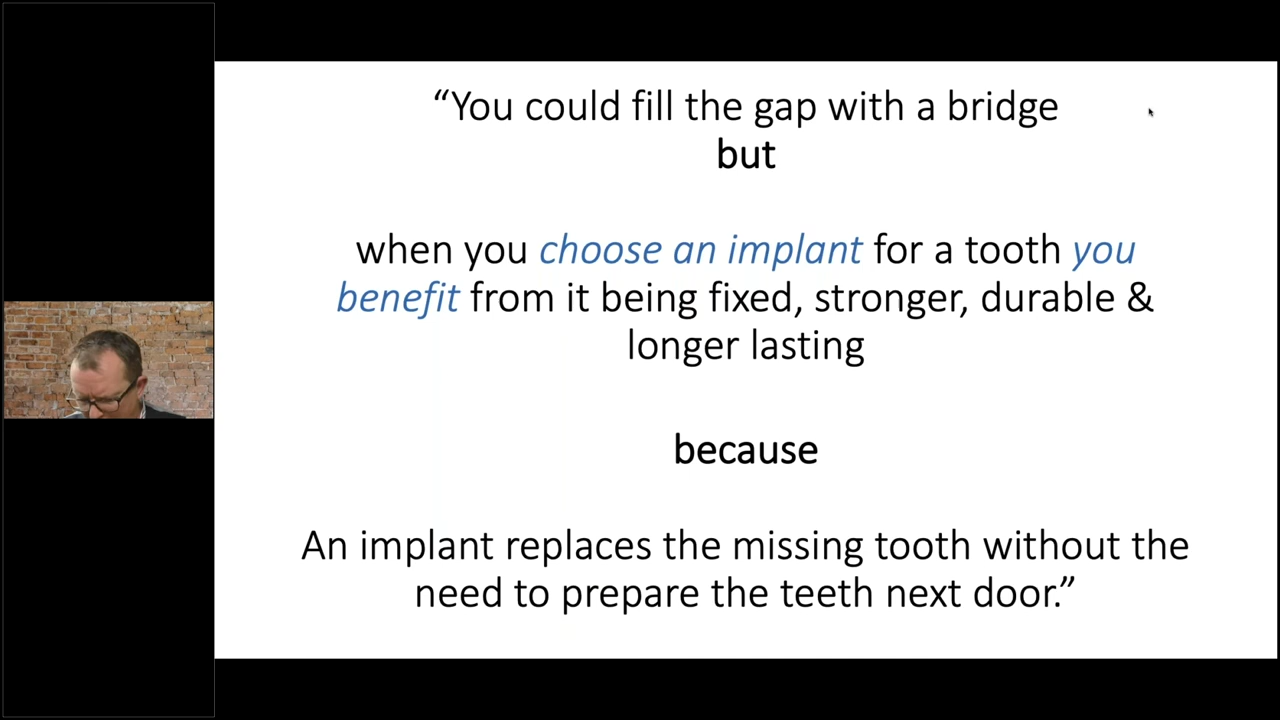 “You could fill the gap with a bridge
but
when you choose an implant for a tooth you
benefit from it being fixed, stronger, durable &
longer lasting
because
An implant replaces the missing tooth without the
need to prepare the teeth next door.”